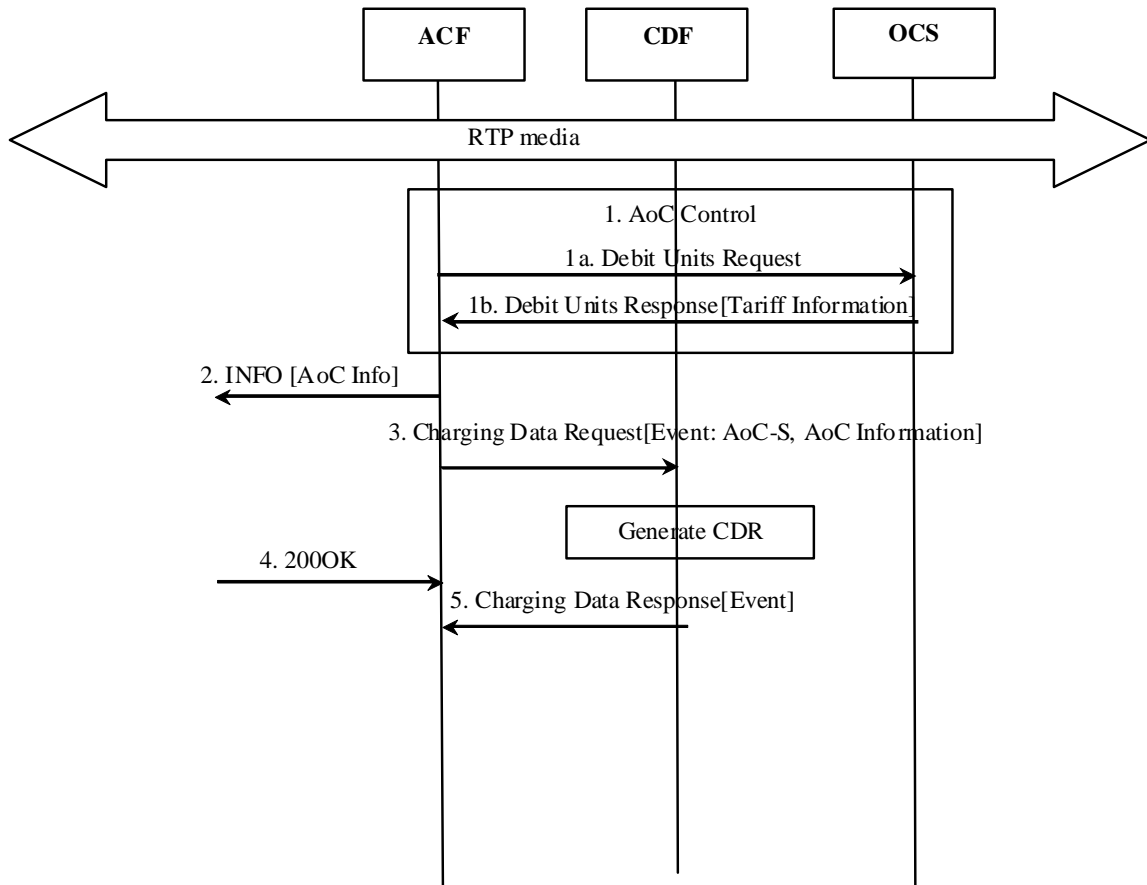 ACF
CDF
OCS
RTP media
1. AoC Control
1a. Debit Units Request
1b. Debit Units Response[Tariff Information]
2. INFO [AoC Info]
3. Charging Data Request[Event: AoC-S, AoC Information]
Generate CDR
4. 200OK
5. Charging Data Response[Event]